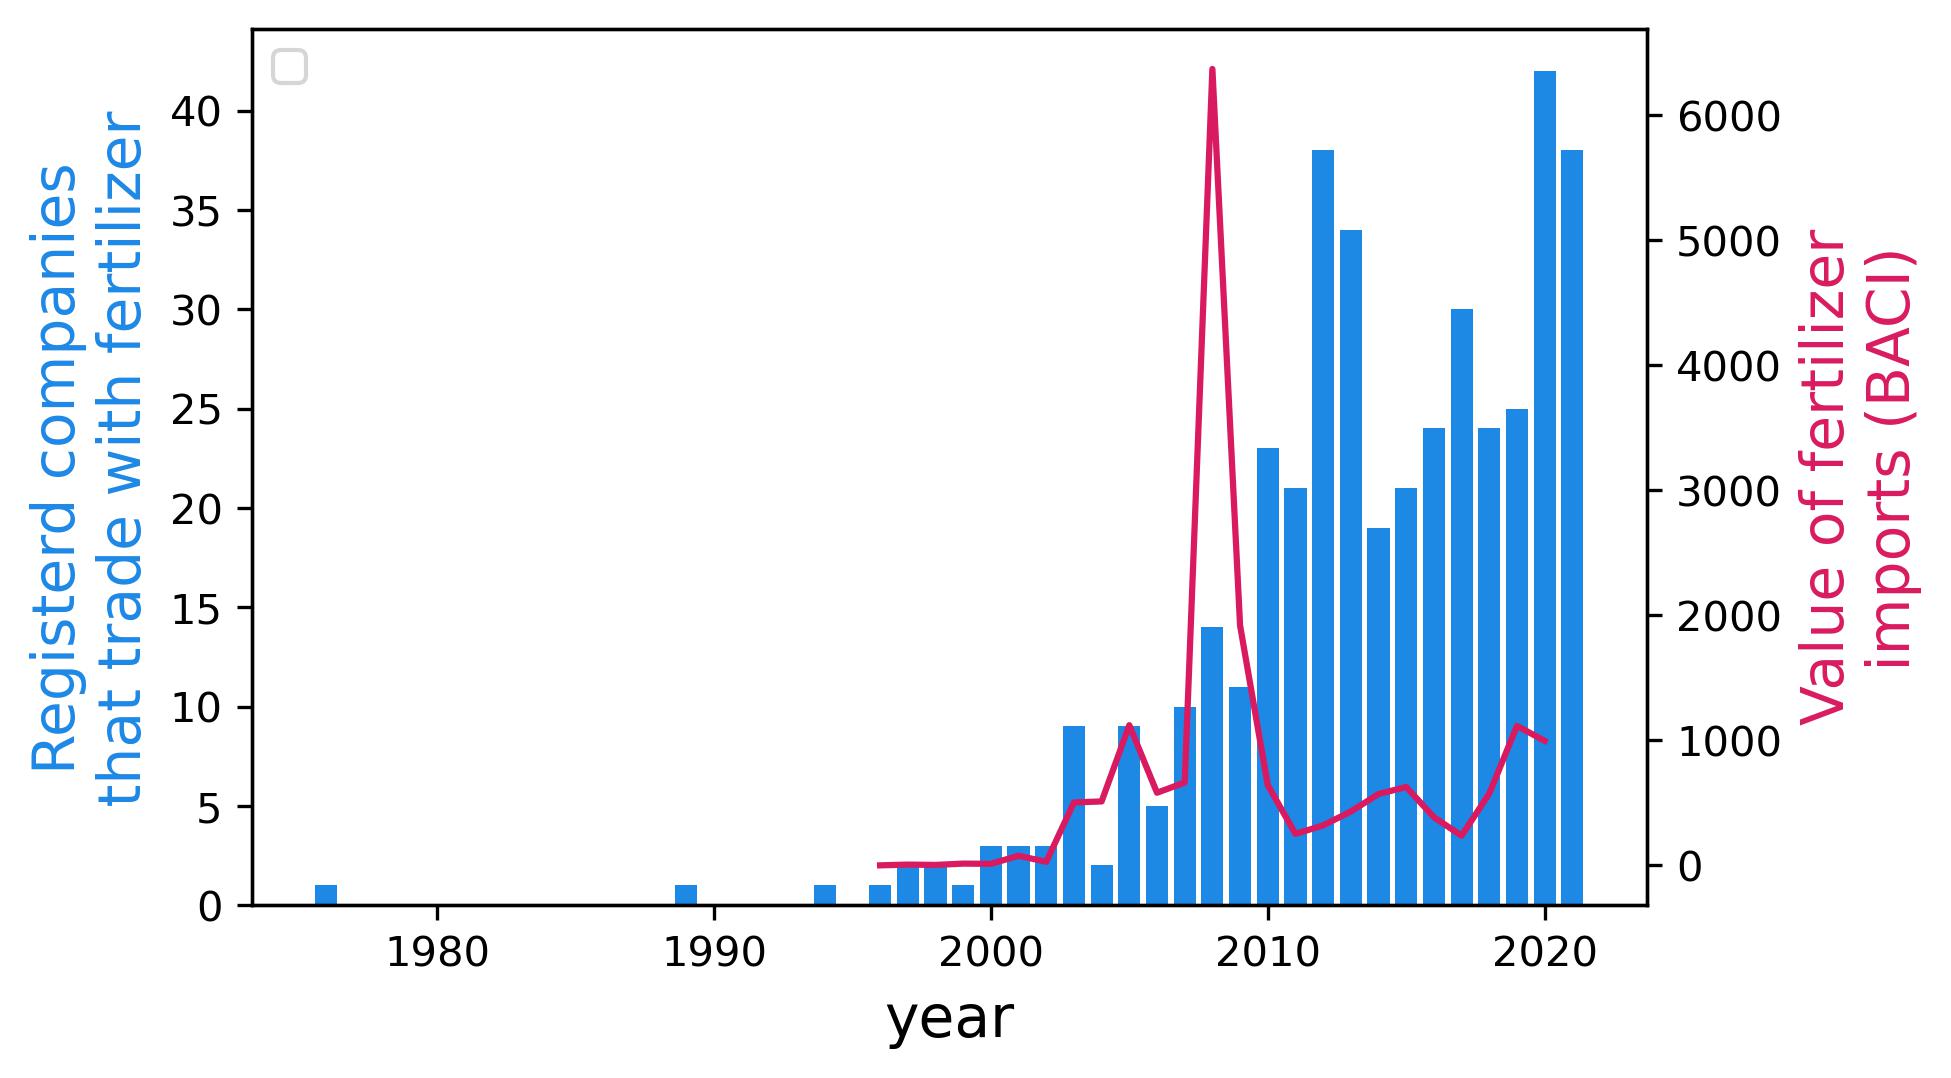 Registerd companies
that trade with fertilizer
40
35
30
25
20
15
10
5
0
1980 1990 2000 2010 2020
year
6000
5000
4000
3000
2000
1000
0
Value of fertilizer
imports (BACI)